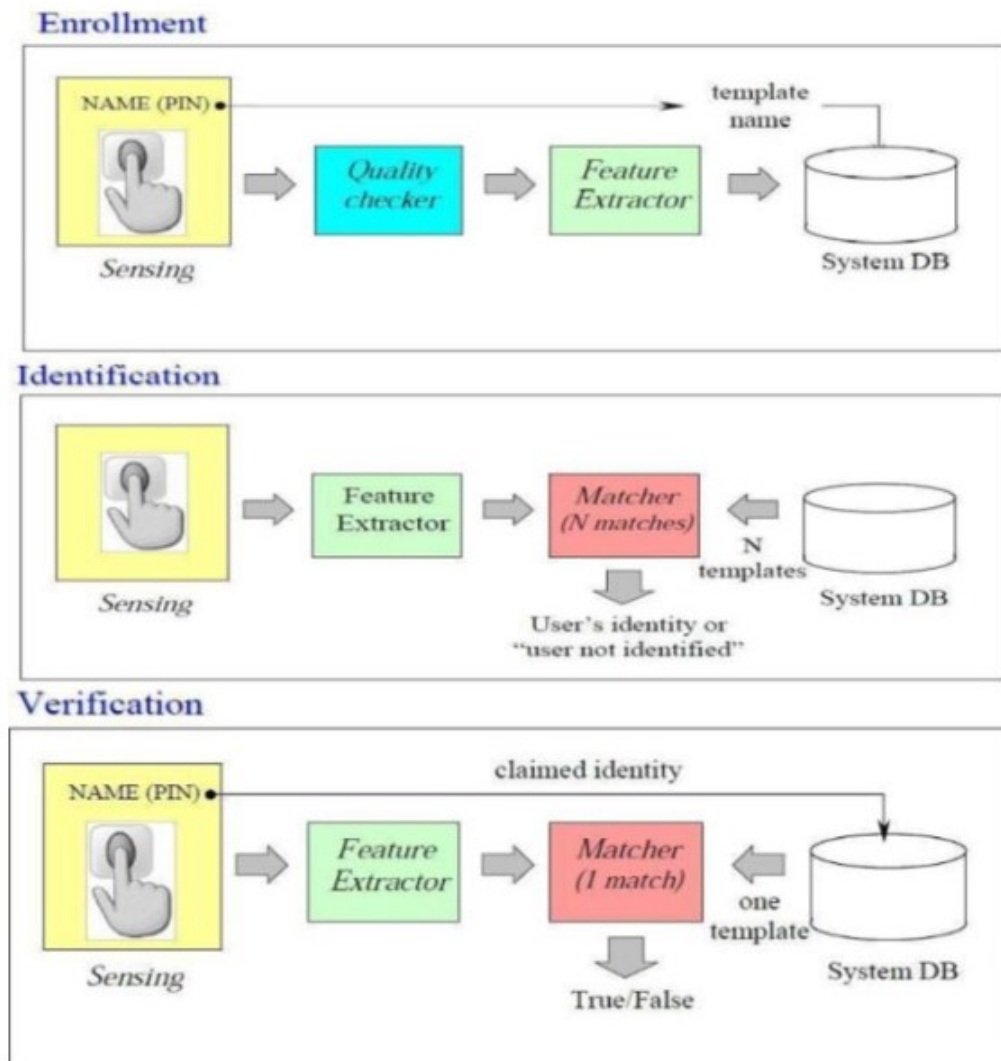 Enrollment
NAME (PIN)
template
name
Quality
checker
Feature
Extractor
Sensing
System DB
Identification
Feature
Extractor
Matcher
(N matches)
N
templates
Sensing
System DB
User's identity or
"user not identified"
Verification
claimed identity
NAME (PIN)
Feature
Extractor
Matcher
(1 match)
one
template
Sensing
System DB
True/False